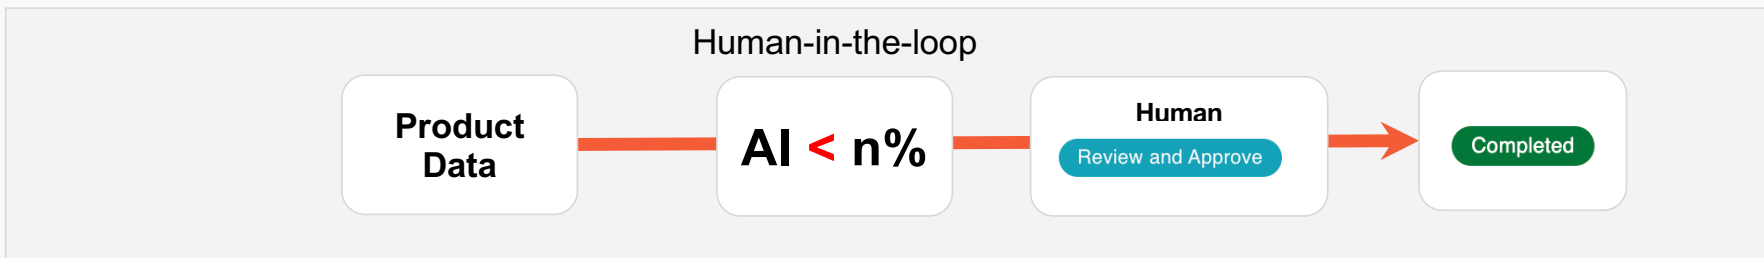 Human-in-the-loop
Product
Data
AI < n%
Human
Review and Approve
Completed